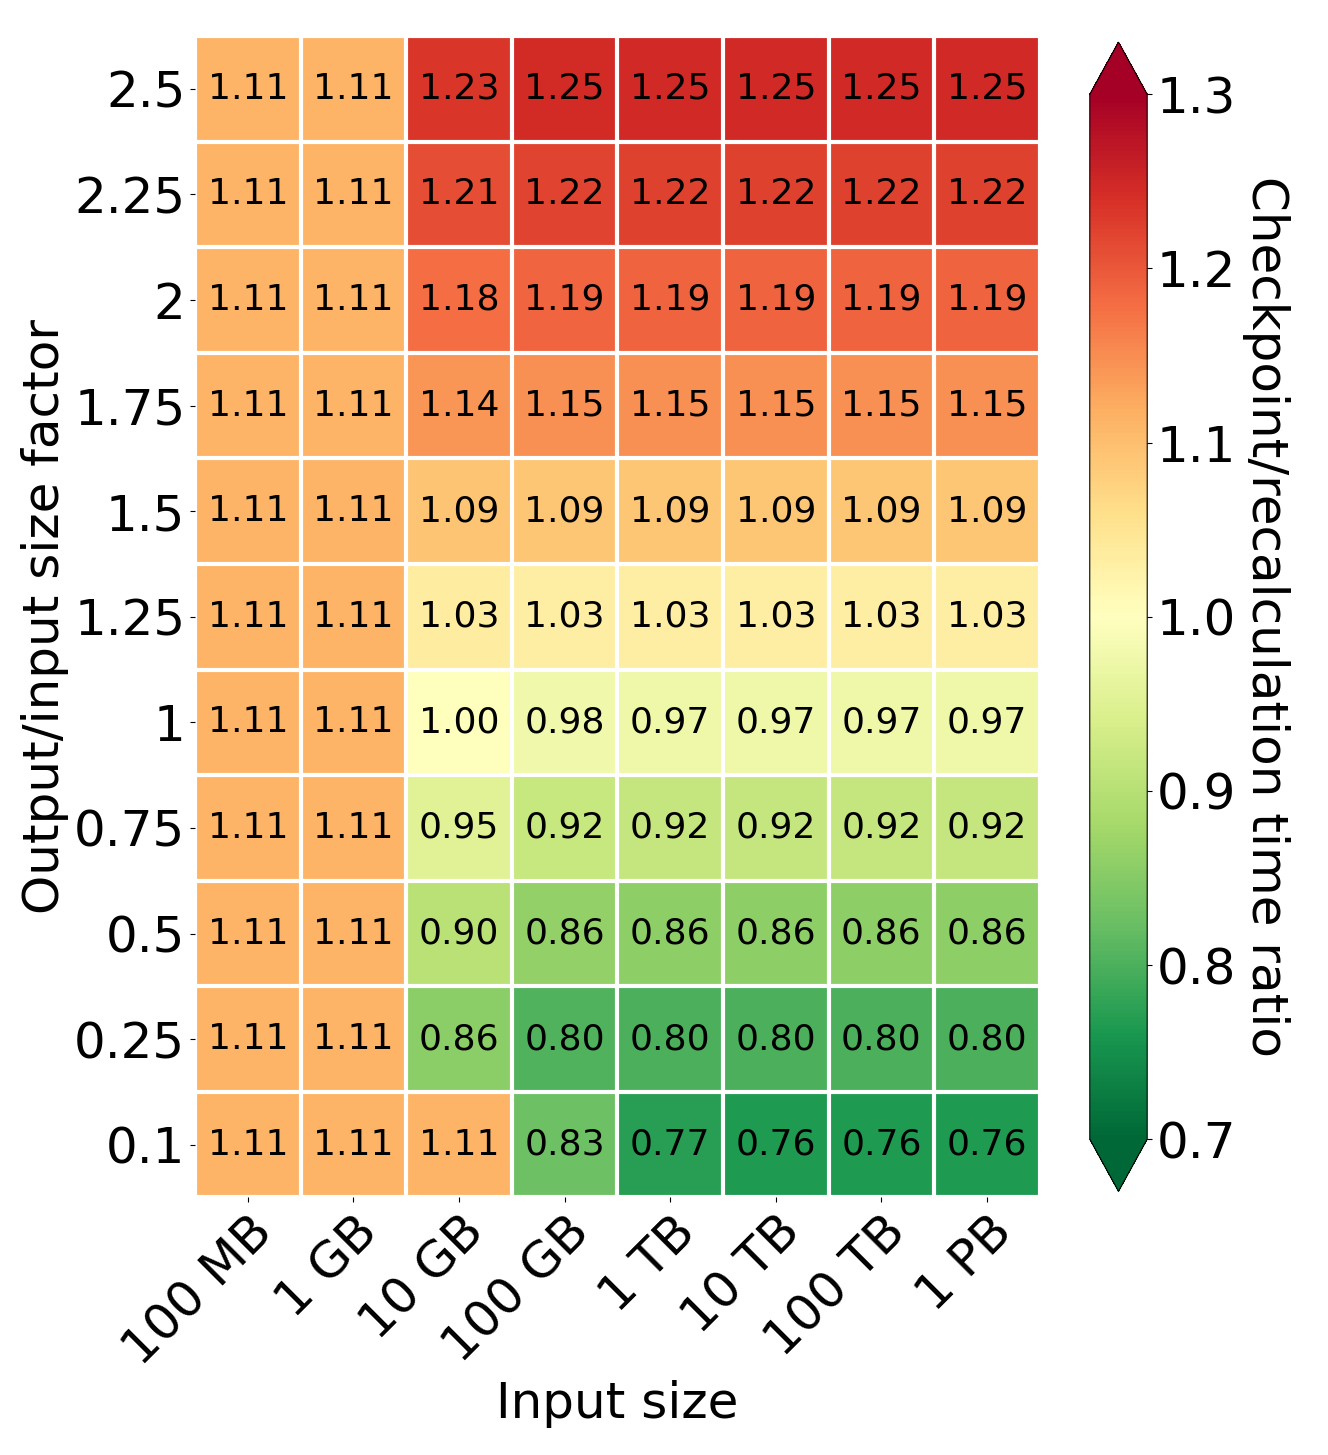 2.5 1.11 1.11 1.23 1.25 1.25 1.25 1.25 1.25
2.25 1.11 1.11 1.21 1.22 1.22 1.22 1.22 1.22
2 1.11 1.11 1.18 1.19 1.19 1.19 1.19 1.19
1.75 1.11 1.11 1.14 1.15 1.15 1.15 1.15 1.15
1.5 1.11 1.11 1.09 1.09 1.09 1.09 1.09 1.09
1.25 1.11 1.11 1.03 1.03 1.03 1.03 1.03 1.03
1 1.11 1.11 1.00 0.98 0.97 0.97 0.97 0.97
0.75 1.11 1.11 0.95 0.92 0.92 0.92 0.92 0.92
0.5 1.11 1.11 0.90 0.86 0.86 0.86 0.86 0.86
0.25 1.11 1.11 0.86 0.80 0.80 0.80 0.80 0.80
0.1 1.11 1.11 1.11 0.83 0.77 0.76 0.76 0.76
100 MB 1 GB 10 GB 100 GB 1 TB 10 TB 100 TB 1 PB
Input size
Output/input size factor
1.3
1.2
1.1
1.0
0.9
0.8
0.7
Checkpoint/recalculation time ratio